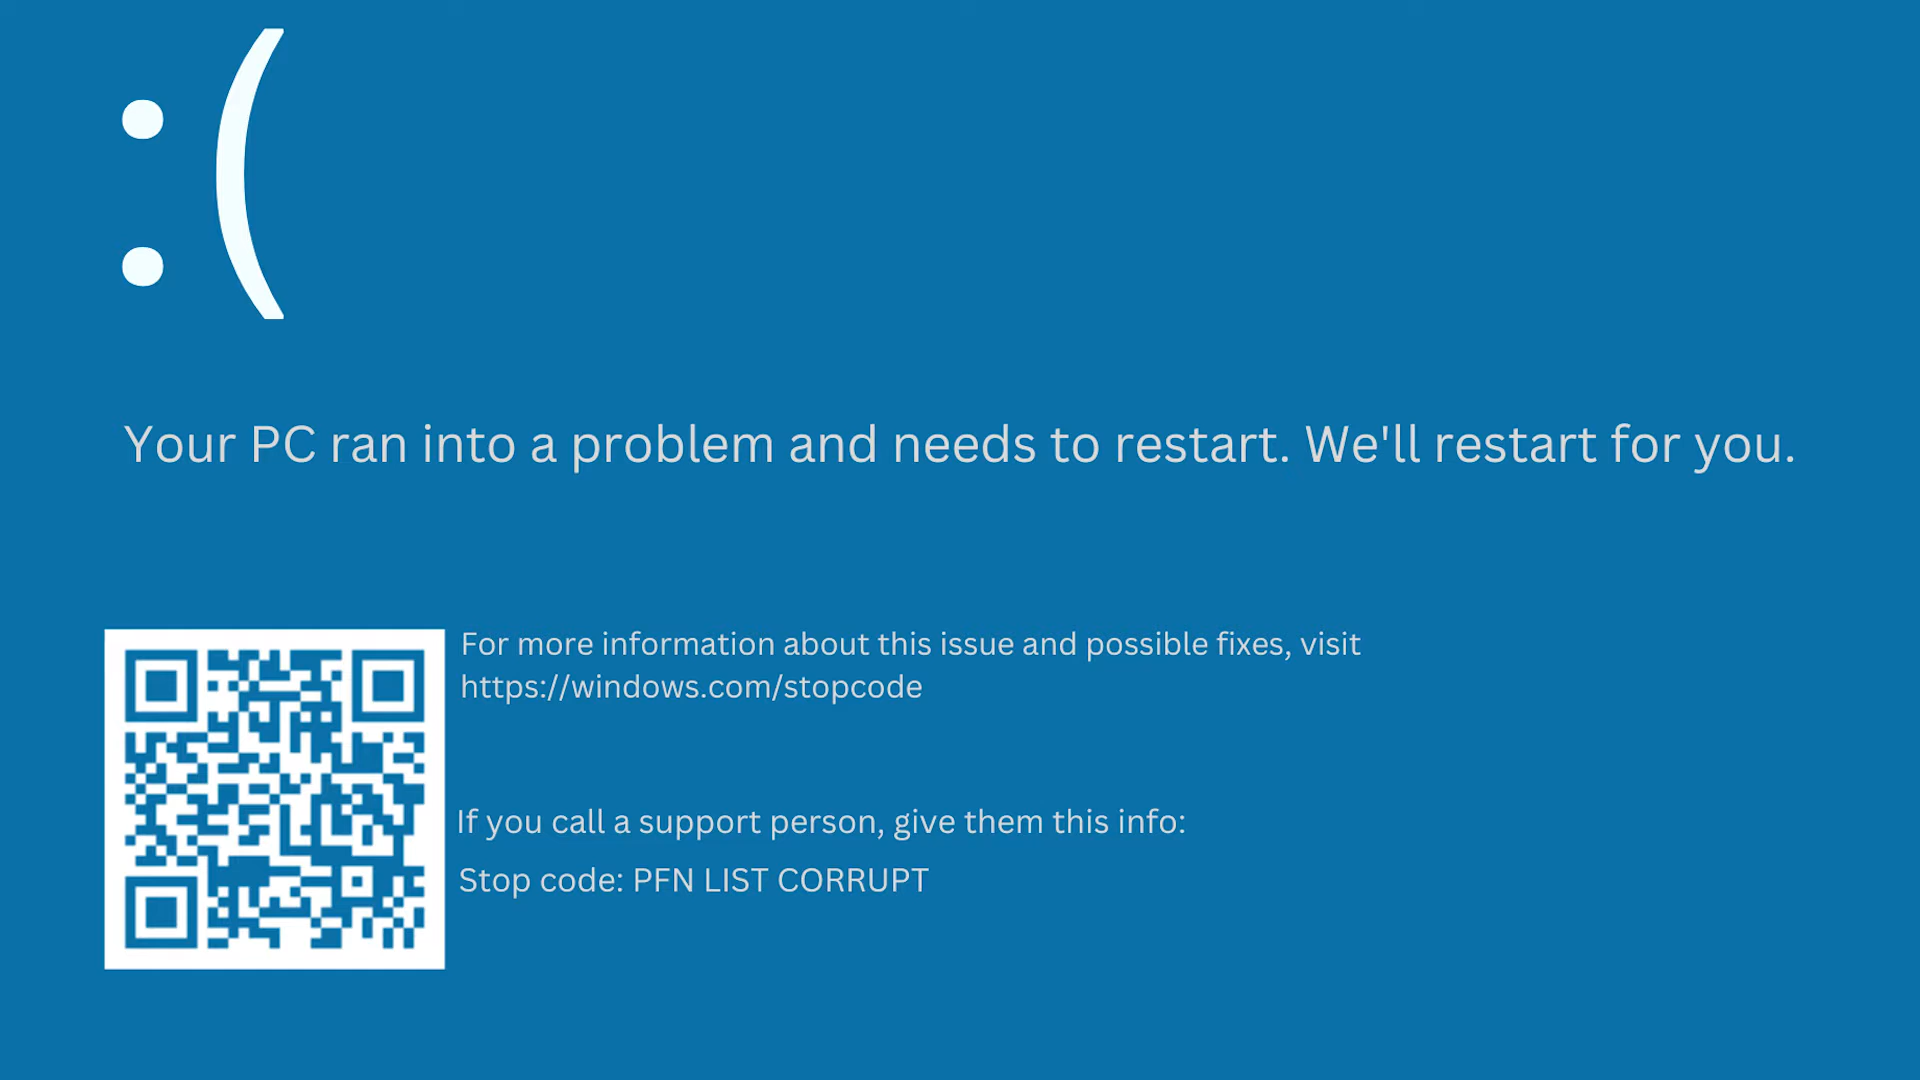 :(
Your PC ran into a problem and needs to restart. We'll restart for you.
For more information about this issue and possible fixes, visit
https://windows.com/stopcode
If you call a support person, give them this info:
Stop code: PFN LIST CORRUPT